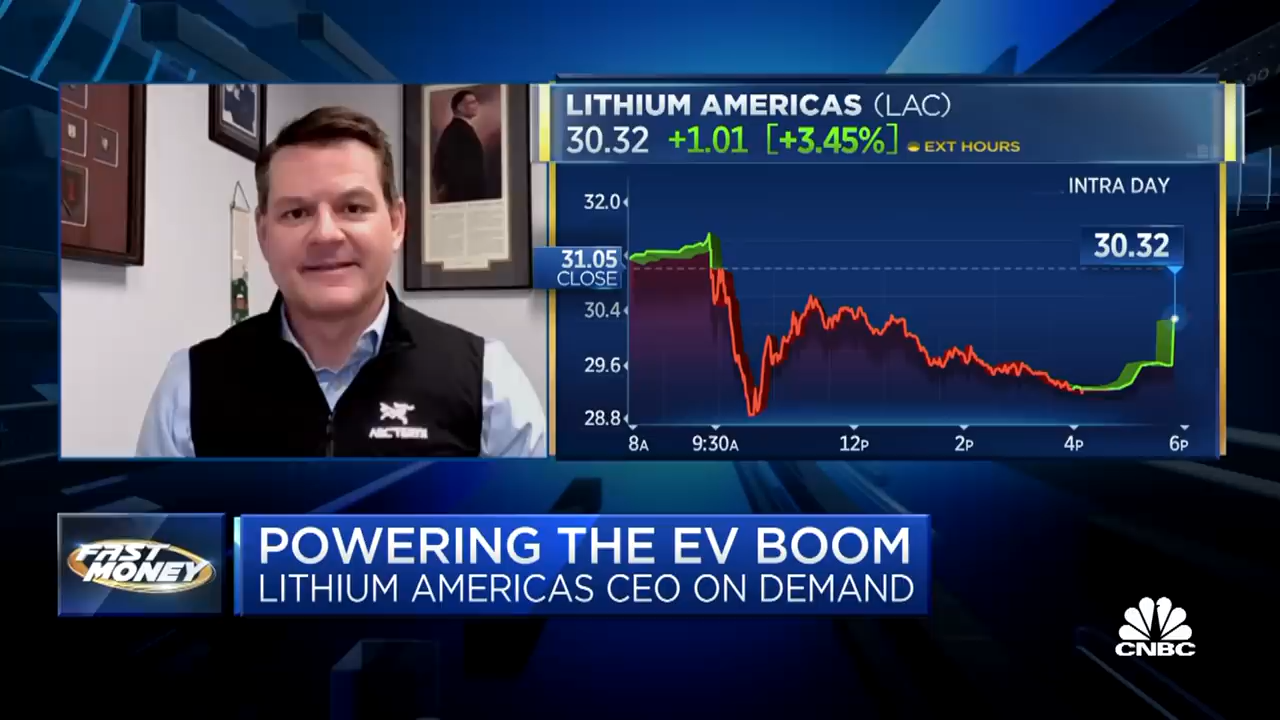 LITHIUM AMERICAS (LAC)
30.32 +1.01 [+3.45%] EXT HOURS
INTRA DAY
32.0
31.05
CLOSE
30.32
30.4
29.6
28.8
8A 9:30A 12P 2P 4P 6P
ARC'TERYX
FAST
MONEY
POWERING THE EV BOOM
LITHIUM AMERICAS CEO ON DEMAND
CNBC